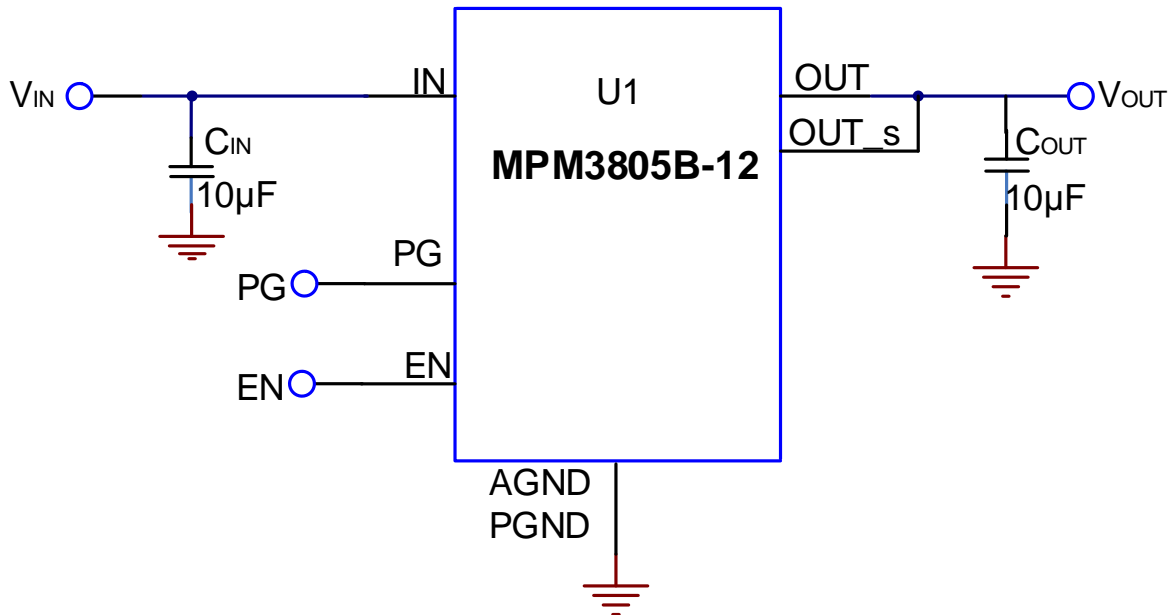 VIN
IN
CIN
10µF
PG
PG
EN
EN
U1
MPM3805B-12
AGND
PGND
OUT
OUT_s
VOUT
COUT
10µF